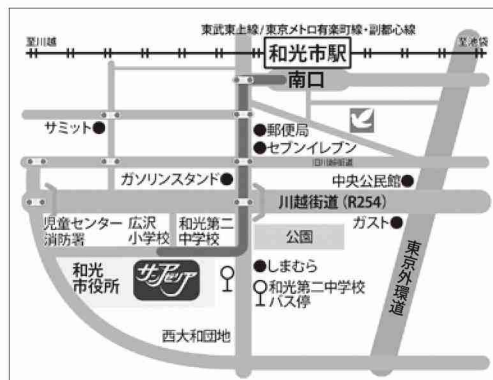 東武東上線/東京メトロ有楽町線・副都心線
至川越
和光市駅
至池袋
南口
サミット
郵便局
セブンイレブン
旧川越街道
ガソリンスタンド
中央公民館
川越街道(R254)
ガスト
児童センター
消防署
広沢
小学校
和光第二
中学校
公園
東京外環道
和光
市役所
サンアゼリア
しまむら
和光第二中学校
バス停
西大和団地